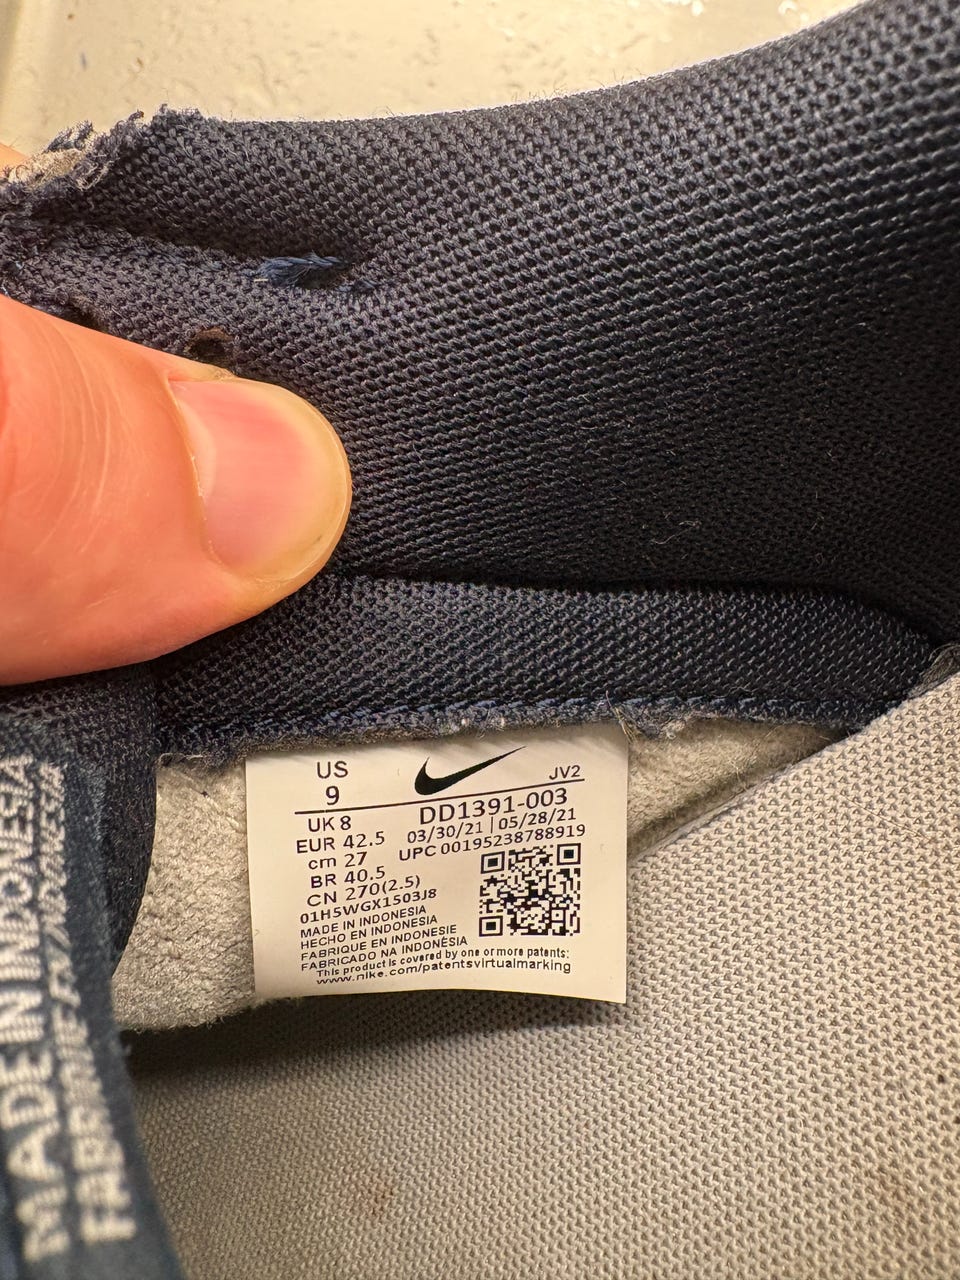 US
9
JV2
UK 8
DD1391-003
EUR 42.5
03/30/21 | 05/28/21
cm 27
UPC 00195238788919
BR 40.5
CN 270(2.5)
01H5WGX1503J8
MADE IN INDONESIA
HECHO EN INDONESIA
FABRIQUE EN INDONESIE
FABRICADO NA INDONÉSIA
This product is covered by one or more patents:
www.nike.com/patentsvirtualmarking
MADE IN INDONESIA